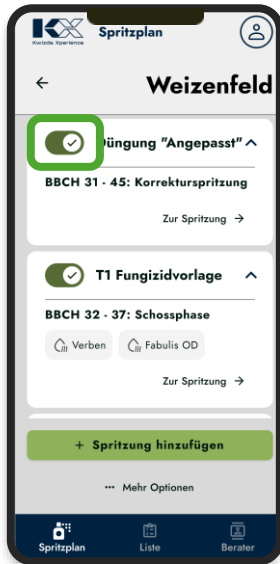 KX
Kwizda Xperience
Spritzplan
Weizenfeld
Düngung "Angepasst"
BBCH 31 - 45: Korrekturspritzung
Zur Spritzung →
T1 Fungizidvorlage
BBCH 32 - 37: Schossphase
Verben
Fabulis OD
Zur Spritzung →
+ Spritzung hinzufügen
··· Mehr Optionen
Spritzplan
Liste
Berater